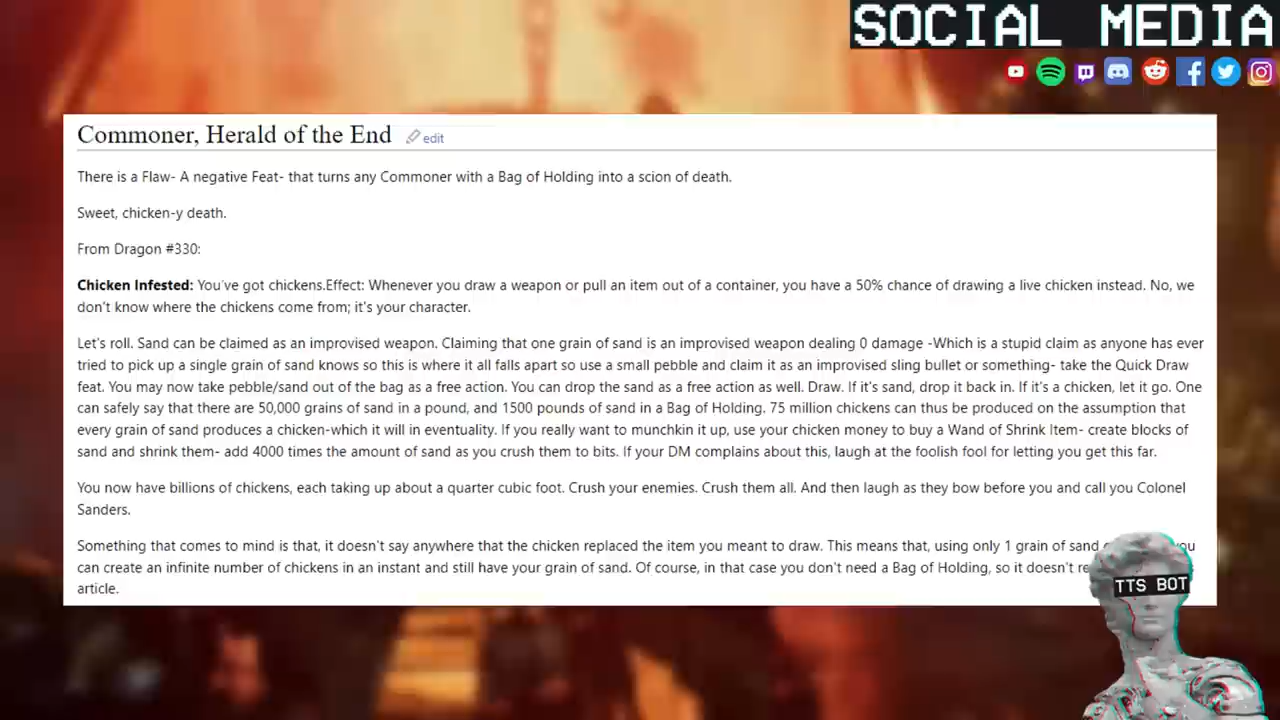 SOCIAL MEDIA
Commoner, Herald of the End edit
There is a Flaw- A negative Feat- that turns any Commoner with a Bag of Holding into a scion of death.
Sweet, chicken-y death.
From Dragon #330:
Chicken Infested: You've got chickens.Effect: Whenever you draw a weapon or pull an item out of a container, you have a 50% chance of drawing a live chicken instead. No, we
don't know where the chickens come from; it's your character.
Let's roll. Sand can be claimed as an improvised weapon. Claiming that one grain of sand is an improvised weapon dealing 0 damage -Which is a stupid claim as anyone has ever
tried to pick up a single grain of sand knows so this is where it all falls apart so use a small pebble and claim it as an improvised sling bullet or something- take the Quick Draw
feat. You may now take pebble/sand out of the bag as a free action. You can drop the sand as a free action as well. Draw. If it's sand, drop it back in. If it's a chicken, let it go. One
can safely say that there are 50,000 grains of sand in a pound, and 1500 pounds of sand in a Bag of Holding. 75 million chickens can thus be produced on the assumption that
every grain of sand produces a chicken-which it will in eventuality. If you really want to munchkin it up, use your chicken money to buy a Wand of Shrink Item- create blocks of
sand and shrink them- add 4000 times the amount of sand as you crush them to bits. If your DM complains about this, laugh at the foolish fool for letting you get this far.
You now have billions of chickens, each taking up about a quarter cubic foot. Crush your enemies. Crush them all. And then laugh as they bow before you and call you Colonel
Sanders.
Something that comes to mind is that, it doesn't say anywhere that the chicken replaced the item you meant to draw. This means that, using only 1 grain of sand
can create an infinite number of chickens in an instant and still have your grain of sand. Of course, in that case you don't need a Bag of Holding, so it doesn't
article.
TTS BOT